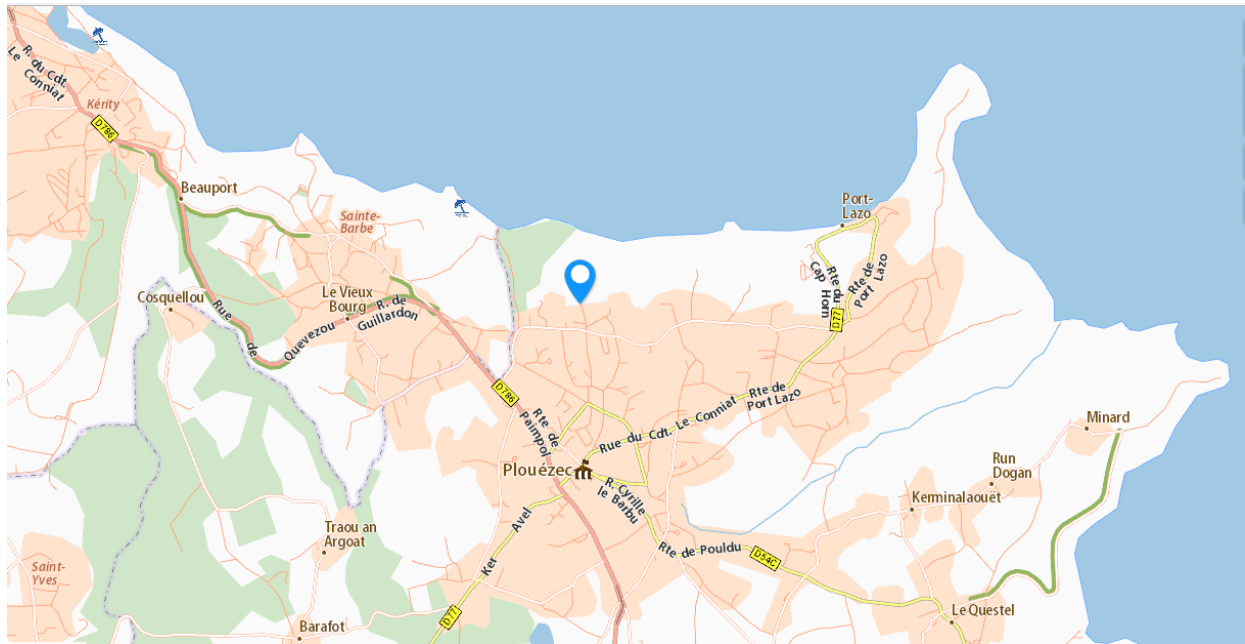 R. du Cdt.
Le Conniat
Kérity
D786
Beauport
Sainte-
Barbe
Port-
Lazo
Rte du
Cap Horn
Rte de
Port Lazo
D77
Cosquellou
Le Vieux
Bourg
R. de
Guillardon
Rue de Quevezou
D786
Rte de
Paimpol
Rue du Cdt. Le Conniat
Rte de
Port Lazo
Minard
Plouézec
R. Cyrille
le Barbu
Run
Dogan
Kerminalaouët
Ker Avel
Traou an
Argoat
Rte de Pouldu
D54C
Saint-
Yves
D77
Le Questel
Barafot